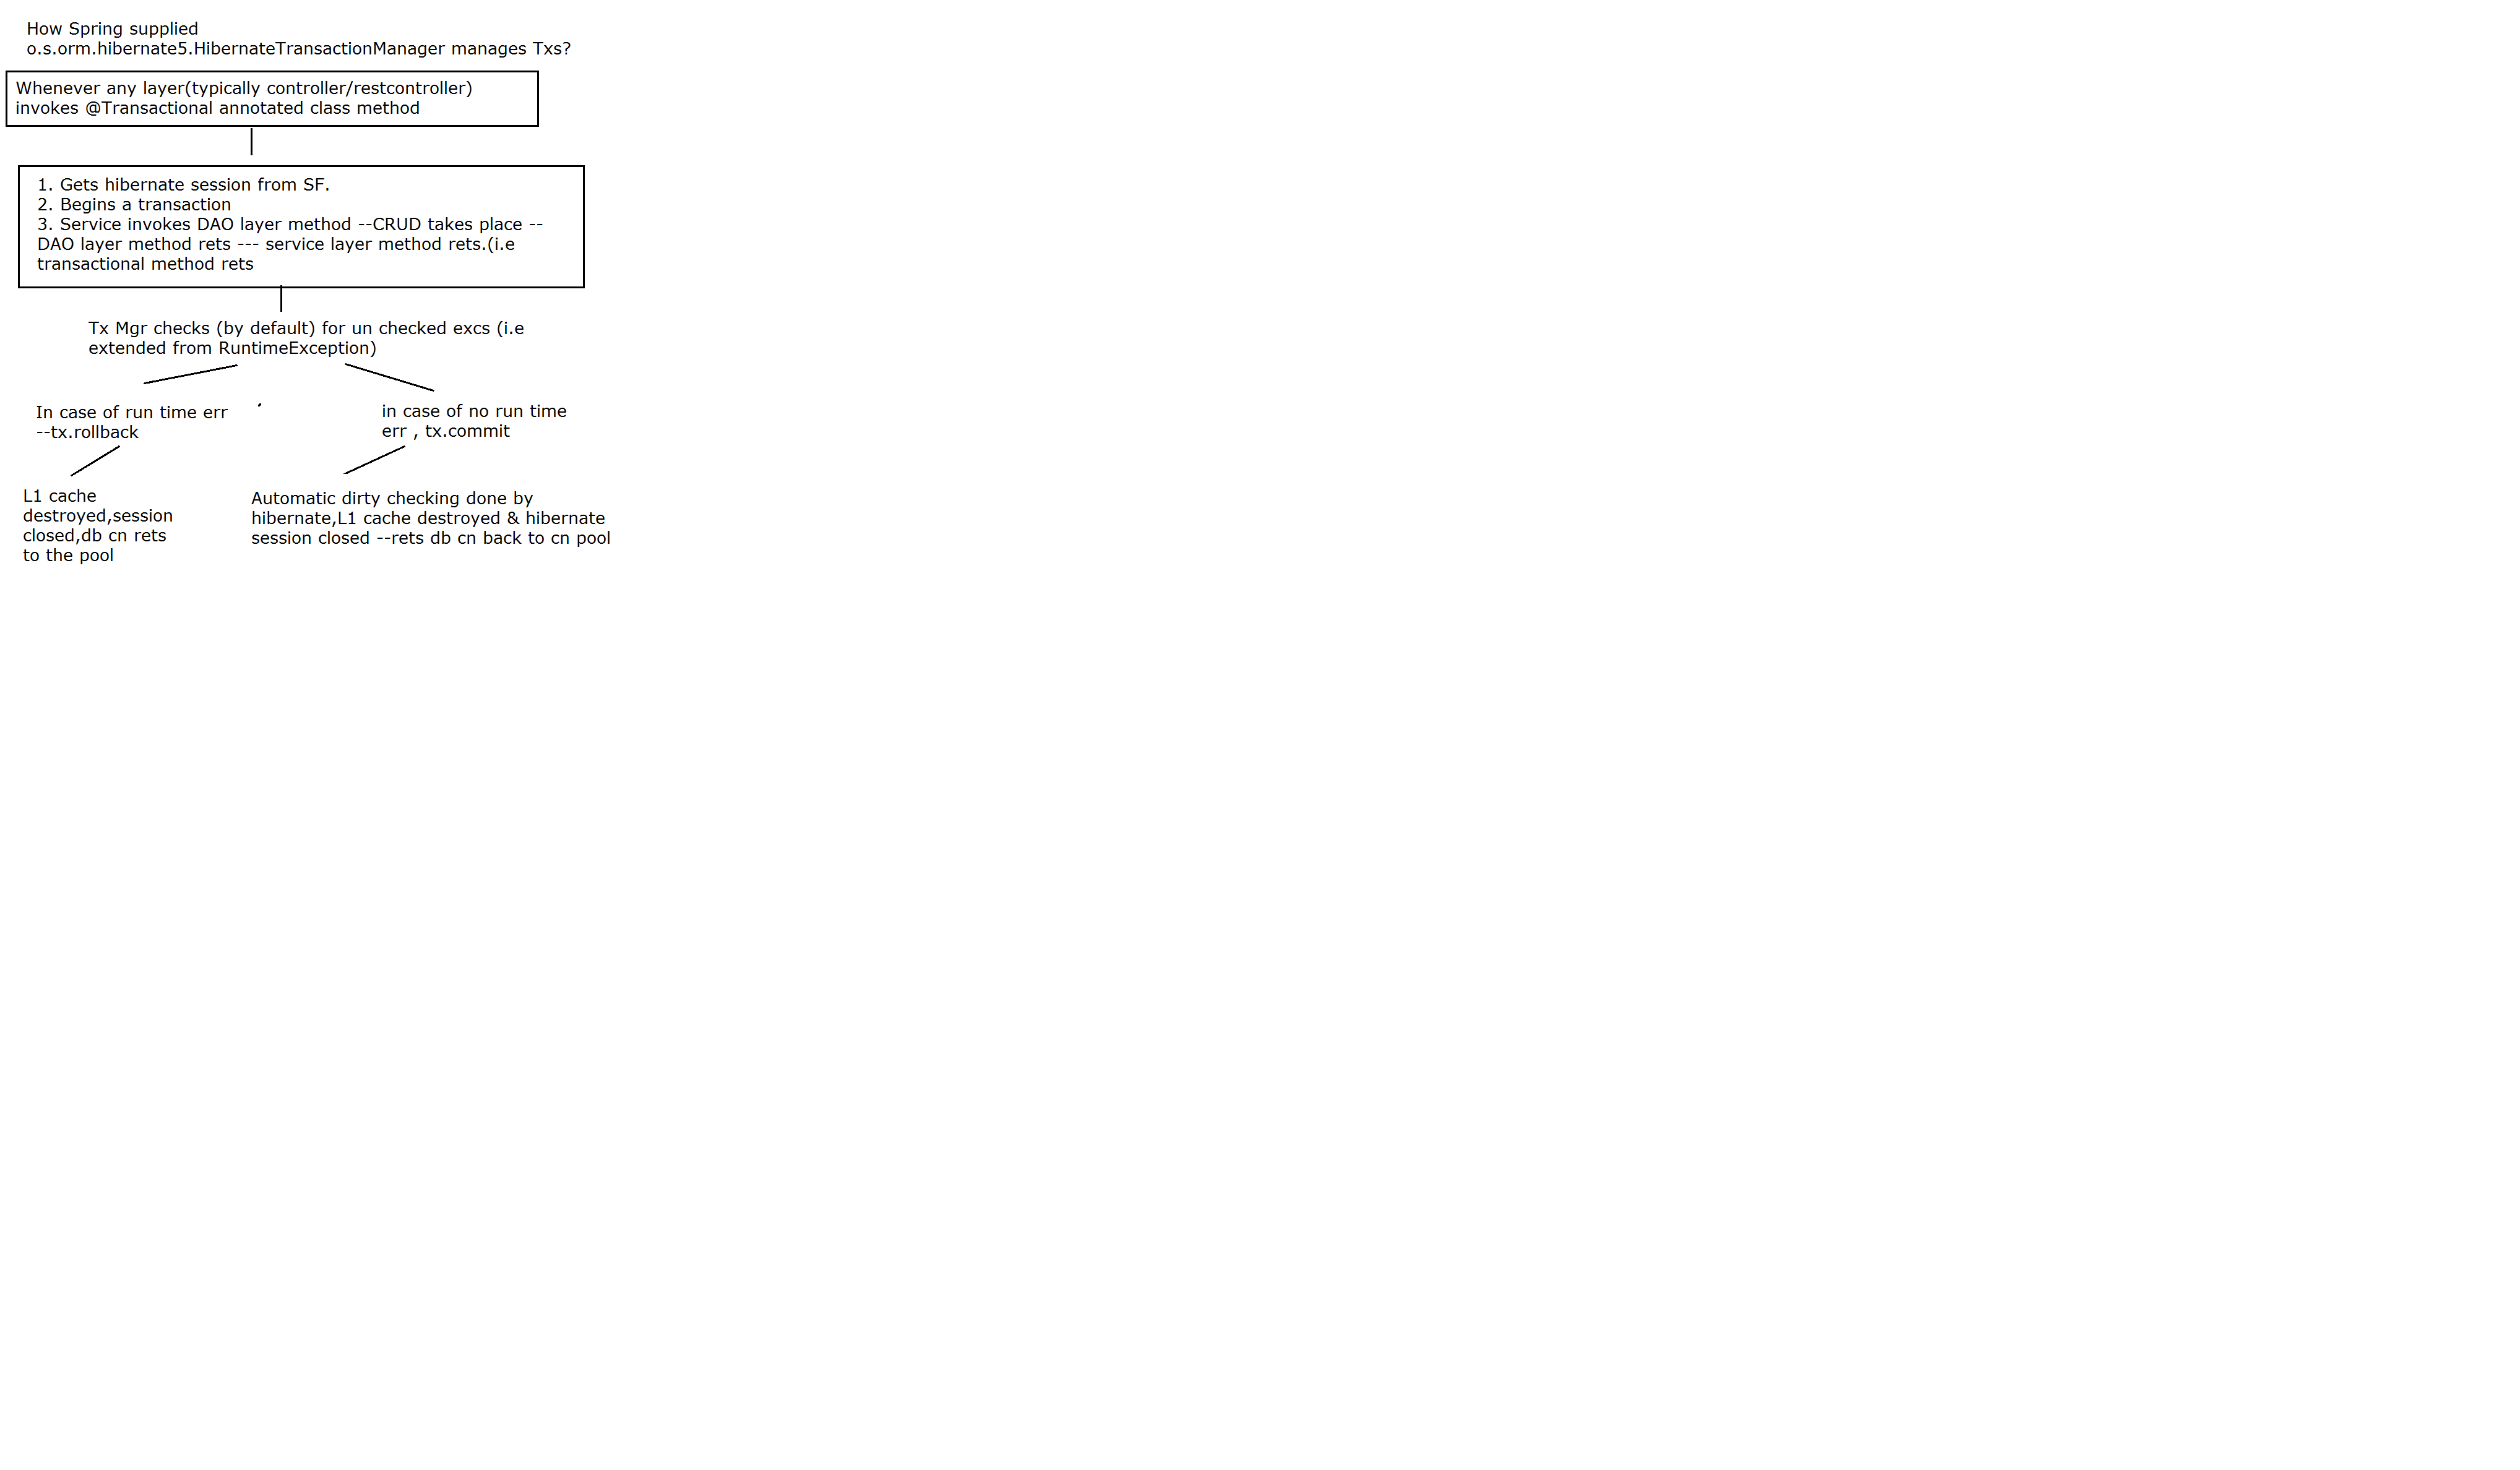 How Spring supplied
o.s.orm.hibernate5.HibernateTransactionManager manages Txs?
Whenever any layer(typically controller/restcontroller)
invokes @Transactional annotated class method
1. Gets hibernate session from SF.
2. Begins a transaction
3. Service invokes DAO layer method --CRUD takes place --
DAO layer method rets --- service layer method rets.(i.e
transactional method rets
Tx Mgr checks (by default) for un checked excs (i.e
extended from RuntimeException)
In case of run time err
--tx.rollback
in case of no run time
err , tx.commit
L1 cache
destroyed,session
closed,db cn rets
to the pool
Automatic dirty checking done by
hibernate,L1 cache destroyed & hibernate
session closed --rets db cn back to cn pool